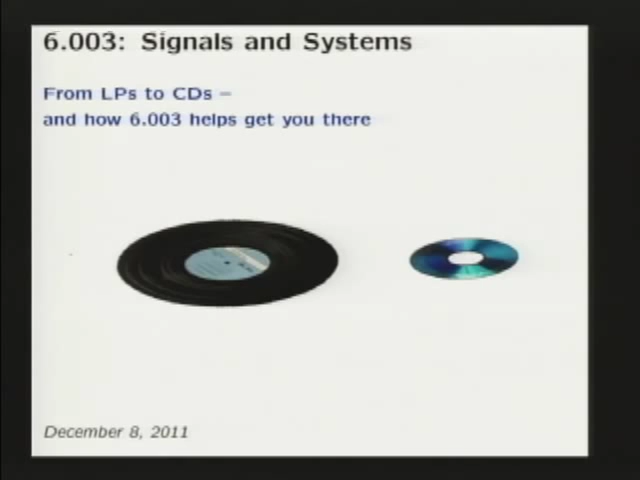 6.003: Signals and Systems
From LPs to CDs –
and how 6.003 helps get you there
December 8, 2011